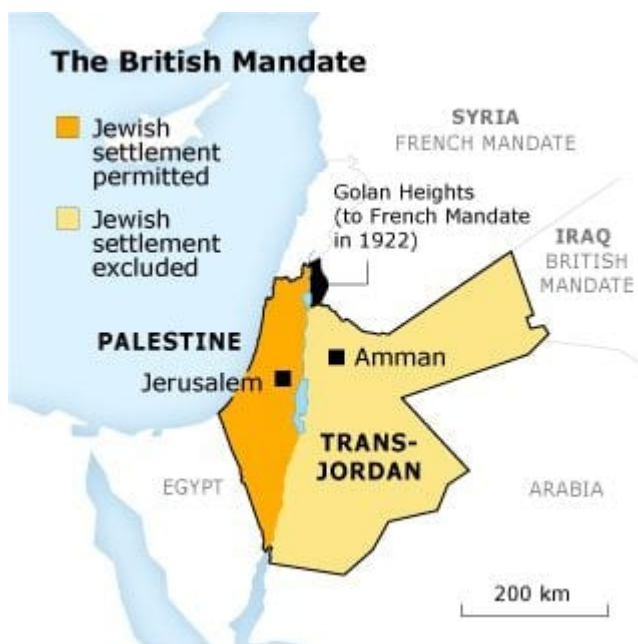 The British Mandate
Jewish
settlement
permitted
Jewish
settlement
excluded
SYRIA
FRENCH MANDATE
Golan Heights
(to French Mandate
in 1922)
IRAQ
BRITISH
MANDATE
PALESTINE
Jerusalem
Amman
TRANS-
JORDAN
EGYPT
ARABIA
200 km